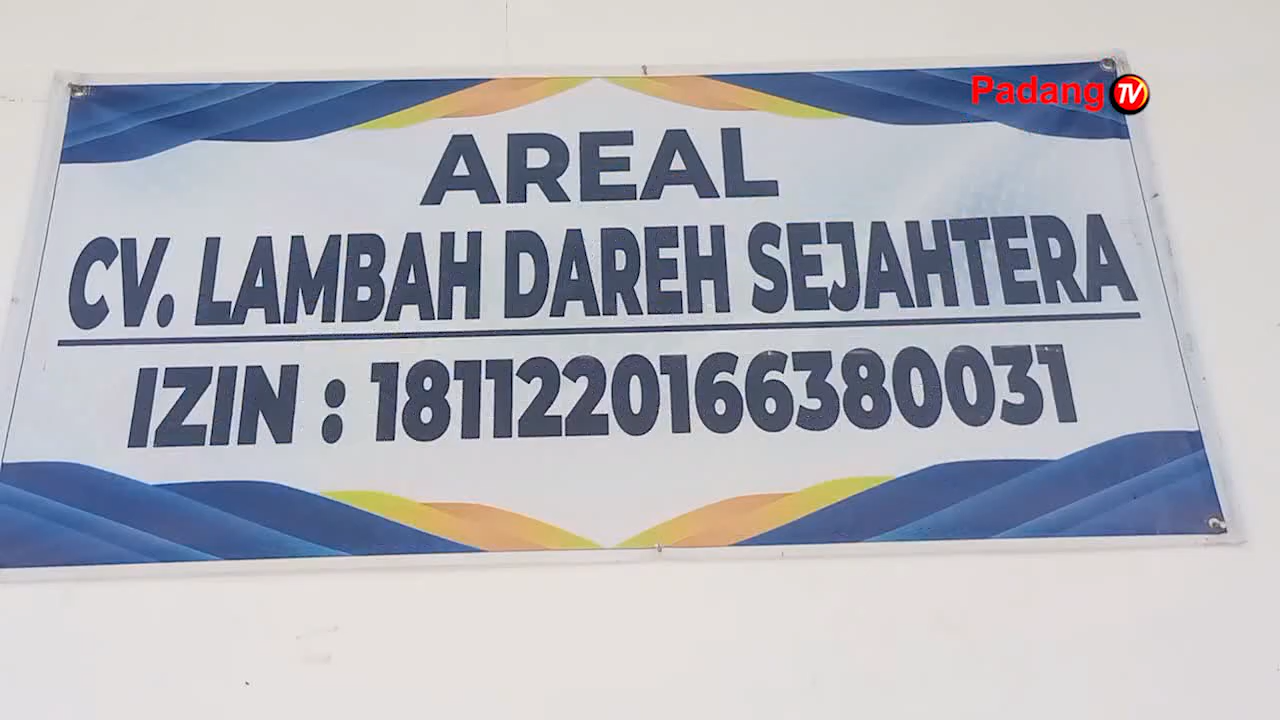 Padang TV
AREAL
CV. LAMBAH DAREH SEJAHTERA
IZIN : 1811220166380031